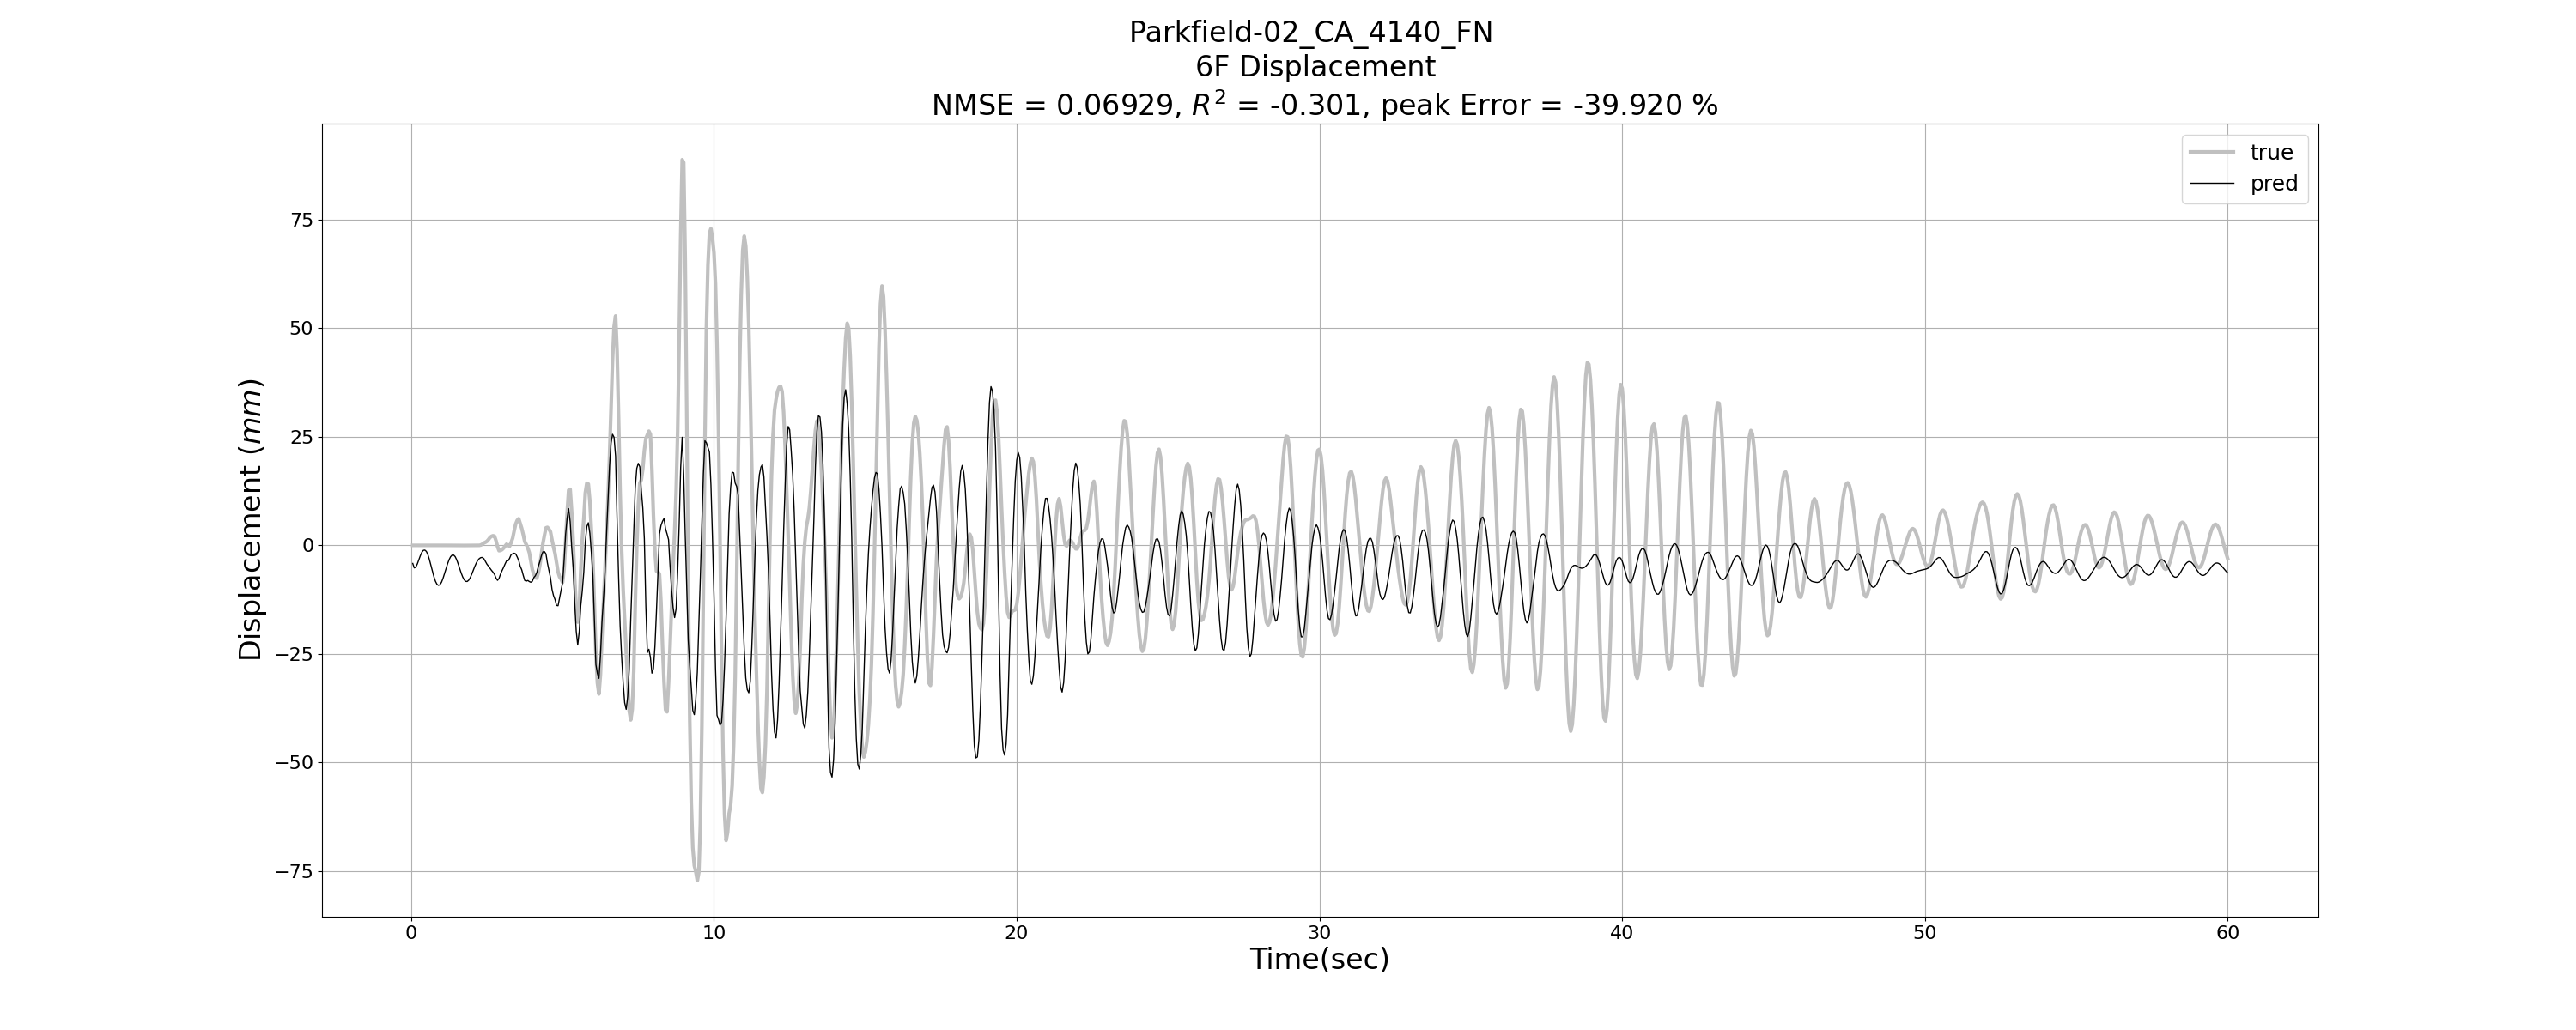 Parkfield-02_CA_4140_FN
6F Displacement
NMSE = 0.06929, R² = -0.301, peak Error = -39.920 %
true
pred
Displacement (mm)
75
50
25
0
−25
−50
−75
0 10 20 30 40 50 60
Time(sec)